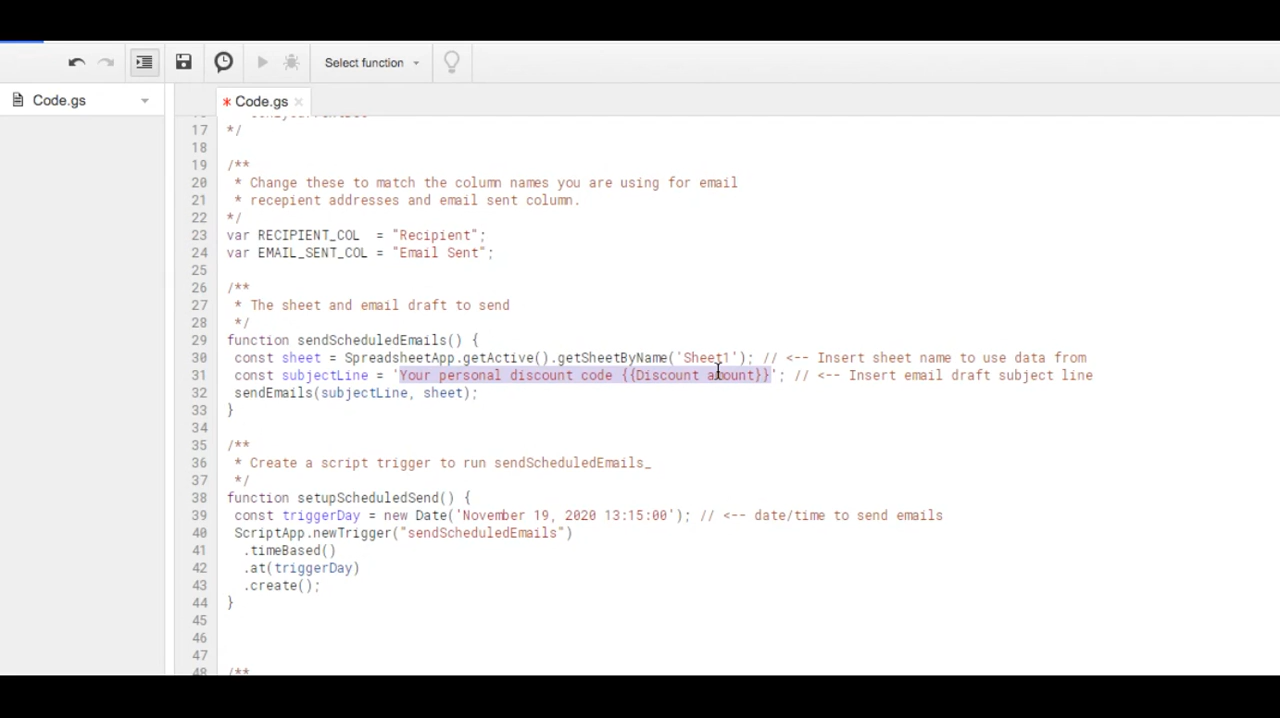 Select function
Code.gs
* Code.gs ×
17 */
18
19 /**
20 * Change these to match the column names you are using for email
21 * recepient addresses and email sent column.
22 */
23 var RECIPIENT_COL  = "Recipient";
24 var EMAIL_SENT_COL = "Email Sent";
25
26 /**
27 * The sheet and email draft to send
28 */
29 function sendScheduledEmails() {
30 const sheet = SpreadsheetApp.getActive().getSheetByName('Sheet1'); // <-- Insert sheet name to use data from
31 const subjectLine = 'Your personal discount code {{Discount amount}}'; // <-- Insert email draft subject line
32 sendEmails(subjectLine, sheet);
33 }
34
35 /**
36 * Create a script trigger to run sendScheduledEmails_
37 */
38 function setupScheduledSend() {
39 const triggerDay = new Date('November 19, 2020 13:15:00'); // <-- date/time to send emails
40 ScriptApp.newTrigger("sendScheduledEmails")
41 .timeBased()
42 .at(triggerDay)
43 .create();
44 }
45
46
47
48 /**